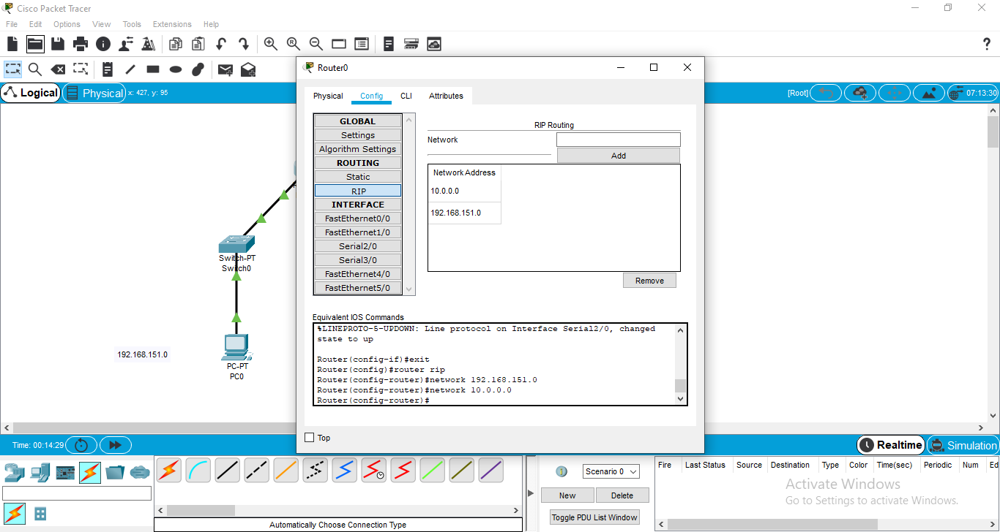 Cisco Packet Tracer
File Edit Options View Tools Extensions Help
Logical
Physical
x: 427, y: 95
[Root]
07:13:30
Router0
Physical Config CLI Attributes
GLOBAL
Settings
Algorithm Settings
ROUTING
Static
RIP
INTERFACE
FastEthernet0/0
FastEthernet1/0
Serial2/0
Serial3/0
FastEthernet4/0
FastEthernet5/0
RIP Routing
Network
Add
Network Address
10.0.0.0
192.168.151.0
Remove
Equivalent IOS Commands
%LINEPROTO-5-UPDOWN: Line protocol on Interface Serial2/0, changed
state to up
Router(config-if)#exit
Router(config)#router rip
Router(config-router)#network 192.168.151.0
Router(config-router)#network 10.0.0.0
Router(config-router)#
Top
Switch-PT
Switch0
192.168.151.0
PC-PT
PC0
Time: 00:14:29
Realtime
Simulation
Automatically Choose Connection Type
Scenario 0
New
Delete
Toggle PDU List Window
Fire Last Status Source Destination Type Color Time(sec) Periodic Num Ed
Activate Windows
Go to Settings to activate Windows.